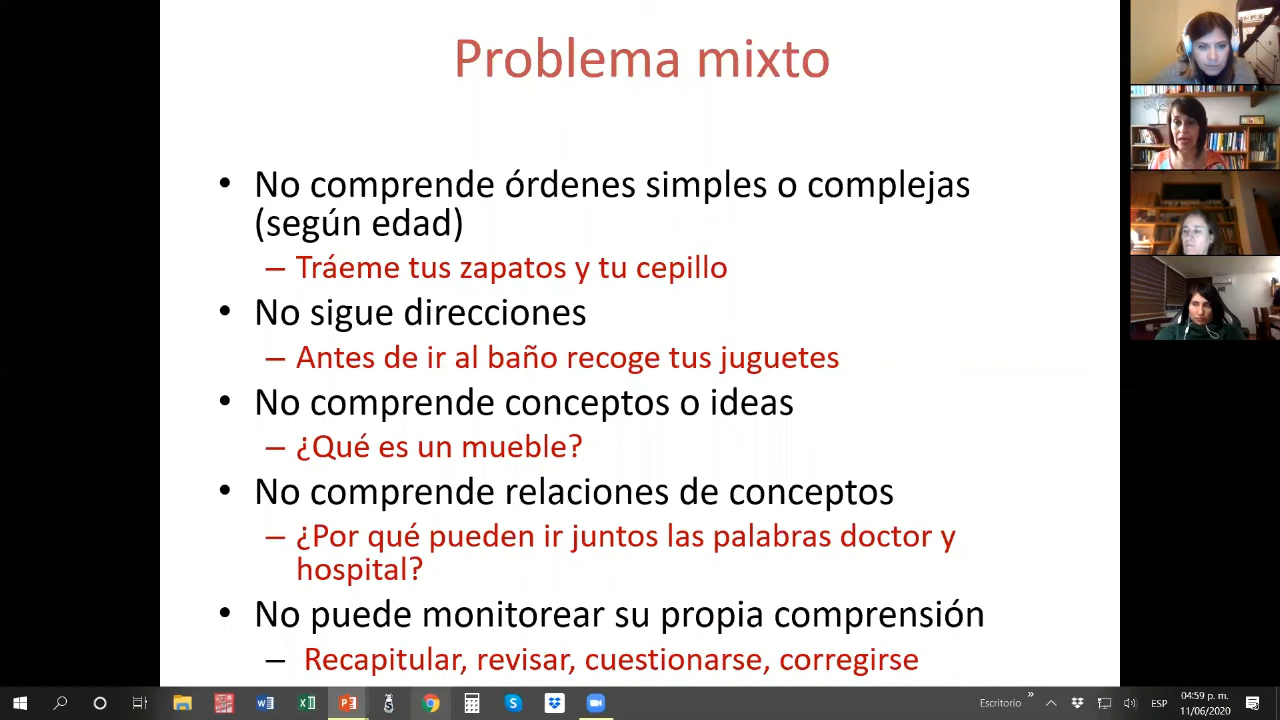 Problema mixto
• No comprende órdenes simples o complejas
(según edad)
– Tráeme tus zapatos y tu cepillo
• No sigue direcciones
– Antes de ir al baño recoge tus juguetes
• No comprende conceptos o ideas
– ¿Qué es un mueble?
• No comprende relaciones de conceptos
– ¿Por qué pueden ir juntos las palabras doctor y
hospital?
• No puede monitorear su propia comprensión
– Recapitular, revisar, cuestionarse, corregirse
Escritorio
ESP
04:59 p. m.
11/06/2020